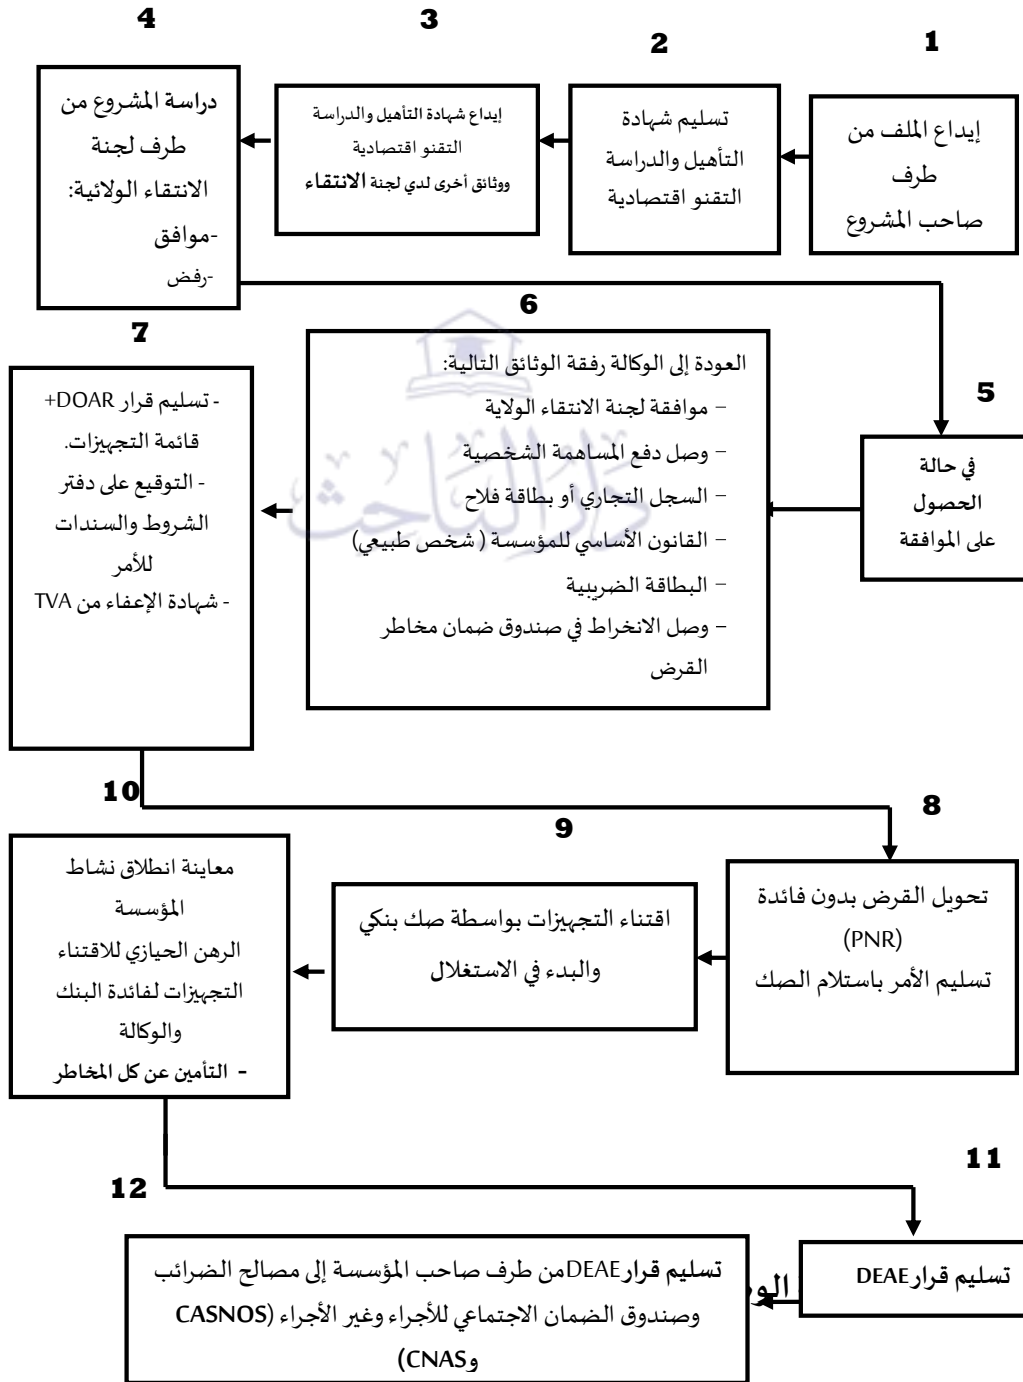 1
إيداع الملف من
طرف
صاحب المشروع
2
تسليم شهادة
التأهيل والدراسة
التقنو اقتصادية
3
إيداع شهادة التأهيل والدراسة
التقنو اقتصادية
ووثائق أخرى لدي لجنة الانتقاء
4
دراسة المشروع من
طرف لجنة
الانتقاء الولائية:
-موافق
-رفض
5
في حالة
الحصول
على الموافقة
6
العودة إلى الوكالة رفقة الوثائق التالية:
– موافقة لجنة الانتقاء الولاية
– وصل دفع المساهمة الشخصية
– السجل التجاري أو بطاقة فلاح
– القانون الأساسي للمؤسسة ( شخص طبيعي)
– البطاقة الضريبية
– وصل الانخراط في صندوق ضمان مخاطر
القرض
دار الباحث
7
- تسليم قرار DOAR+
قائمة التجهيزات.
- التوقيع على دفتر
الشروط والسندات
للأمر
- شهادة الإعفاء من TVA
8
تحويل القرض بدون فائدة
(PNR)
تسليم الأمر باستلام الصك
9
اقتناء التجهيزات بواسطة صك بنكي
والبدء في الاستغلال
10
معاينة انطلاق نشاط
المؤسسة
الرهن الحيازي للاقتناء
التجهيزات لفائدة البنك
والوكالة
- التأمين عن كل المخاطر
11
تسليم قرار DEAE
12
تسليم قرار DEAE من طرف صاحب المؤسسة إلى مصالح الضرائب
وصندوق الضمان الاجتماعي للأجراء وغير الأجراء (CASNOS
وCNAS)